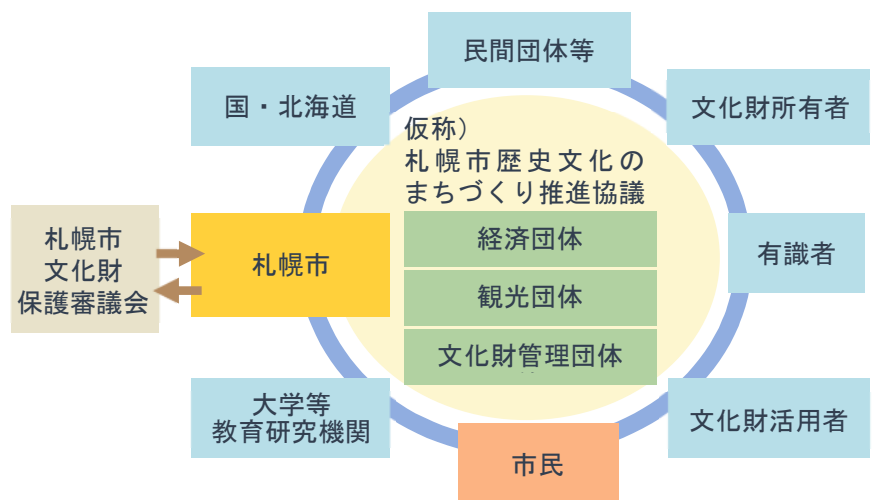 民間団体等
国・北海道
文化財所有者
仮称）
札幌市歴史文化の
まちづくり推進協議
札幌市
文化財
保護審議会
札幌市
経済団体
有識者
観光団体
文化財管理団体
大学等
教育研究機関
文化財活用者
市民